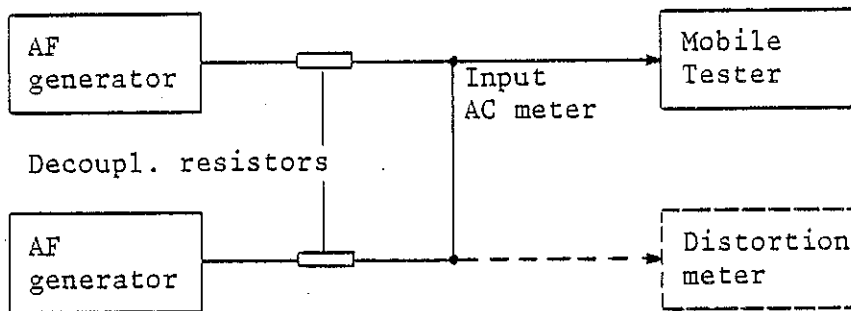 AF
generator
Input
AC meter
Mobile
Tester
Decoupl. resistors
AF
generator
Distortion
meter